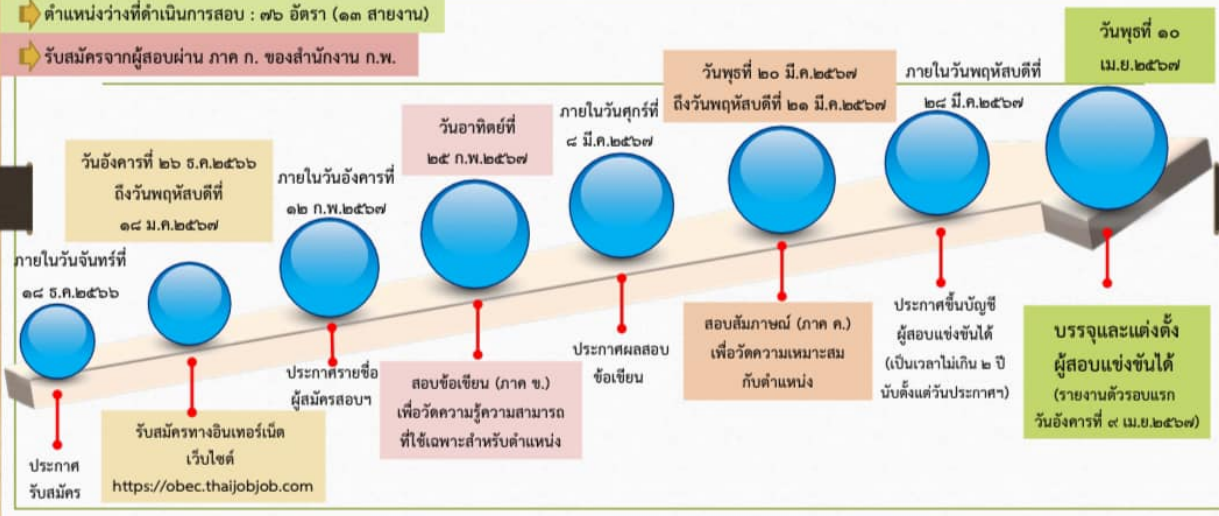 ตำแหน่งว่างที่ดำเนินการสอบ : ๗๖ อัตรา (๑๓ สายงาน)
รับสมัครจากผู้สอบผ่าน ภาค ก. ของสำนักงาน ก.พ.
ภายในวันจันทร์ที่
๑๘ ธ.ค.๒๕๖๖
ประกาศ
รับสมัคร
วันอังคารที่ ๒๖ ธ.ค.๒๕๖๖
ถึงวันพฤหัสบดีที่
๑๘ ม.ค.๒๕๖๗
รับสมัครทางอินเทอร์เน็ต
เว็บไซต์
https://obec.thaijobjob.com
ภายในวันอังคารที่
๑๒ ก.พ.๒๕๖๗
ประกาศรายชื่อ
ผู้สมัครสอบฯ
วันอาทิตย์ที่
๒๕ ก.พ.๒๕๖๗
สอบข้อเขียน (ภาค ข.)
เพื่อวัดความรู้ความสามารถ
ที่ใช้เฉพาะสำหรับตำแหน่ง
ภายในวันศุกร์ที่
๘ มี.ค.๒๕๖๗
ประกาศผลสอบ
ข้อเขียน
วันพุธที่ ๒๐ มี.ค.๒๕๖๗
ถึงวันพฤหัสบดีที่ ๒๑ มี.ค.๒๕๖๗
สอบสัมภาษณ์ (ภาค ค.)
เพื่อวัดความเหมาะสม
กับตำแหน่ง
ภายในวันพฤหัสบดีที่
๒๘ มี.ค.๒๕๖๗
ประกาศขึ้นบัญชี
ผู้สอบแข่งขันได้
(เป็นเวลาไม่เกิน ๒ ปี
นับตั้งแต่วันประกาศฯ)
วันพุธที่ ๑๐
เม.ย.๒๕๖๗
บรรจุและแต่งตั้ง
ผู้สอบแข่งขันได้
(รายงานตัวรอบแรก
วันอังคารที่ ๙ เม.ย.๒๕๖๗)